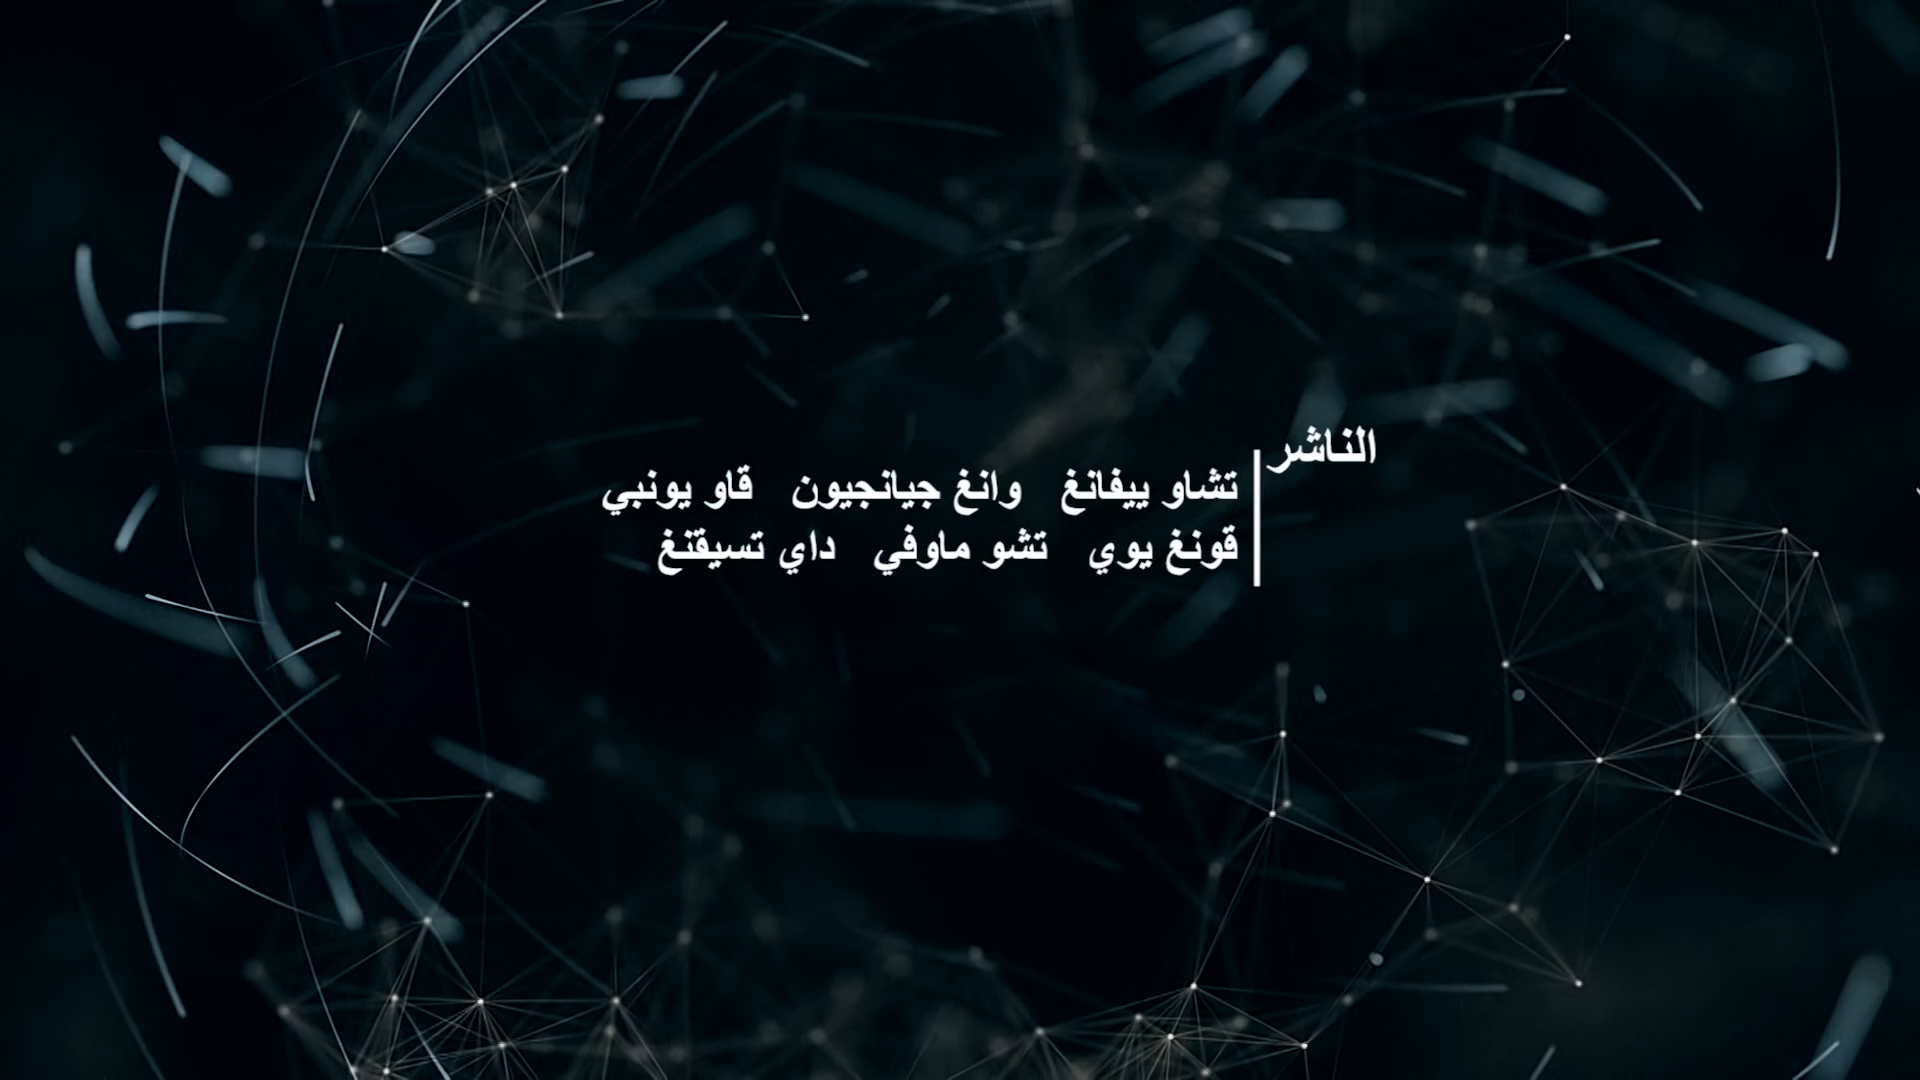 الناشر
تشاو ييفانغ وانغ جيانجيون قاو يونبي
قونغ يوي تشو ماوفي داي تسيقنغ